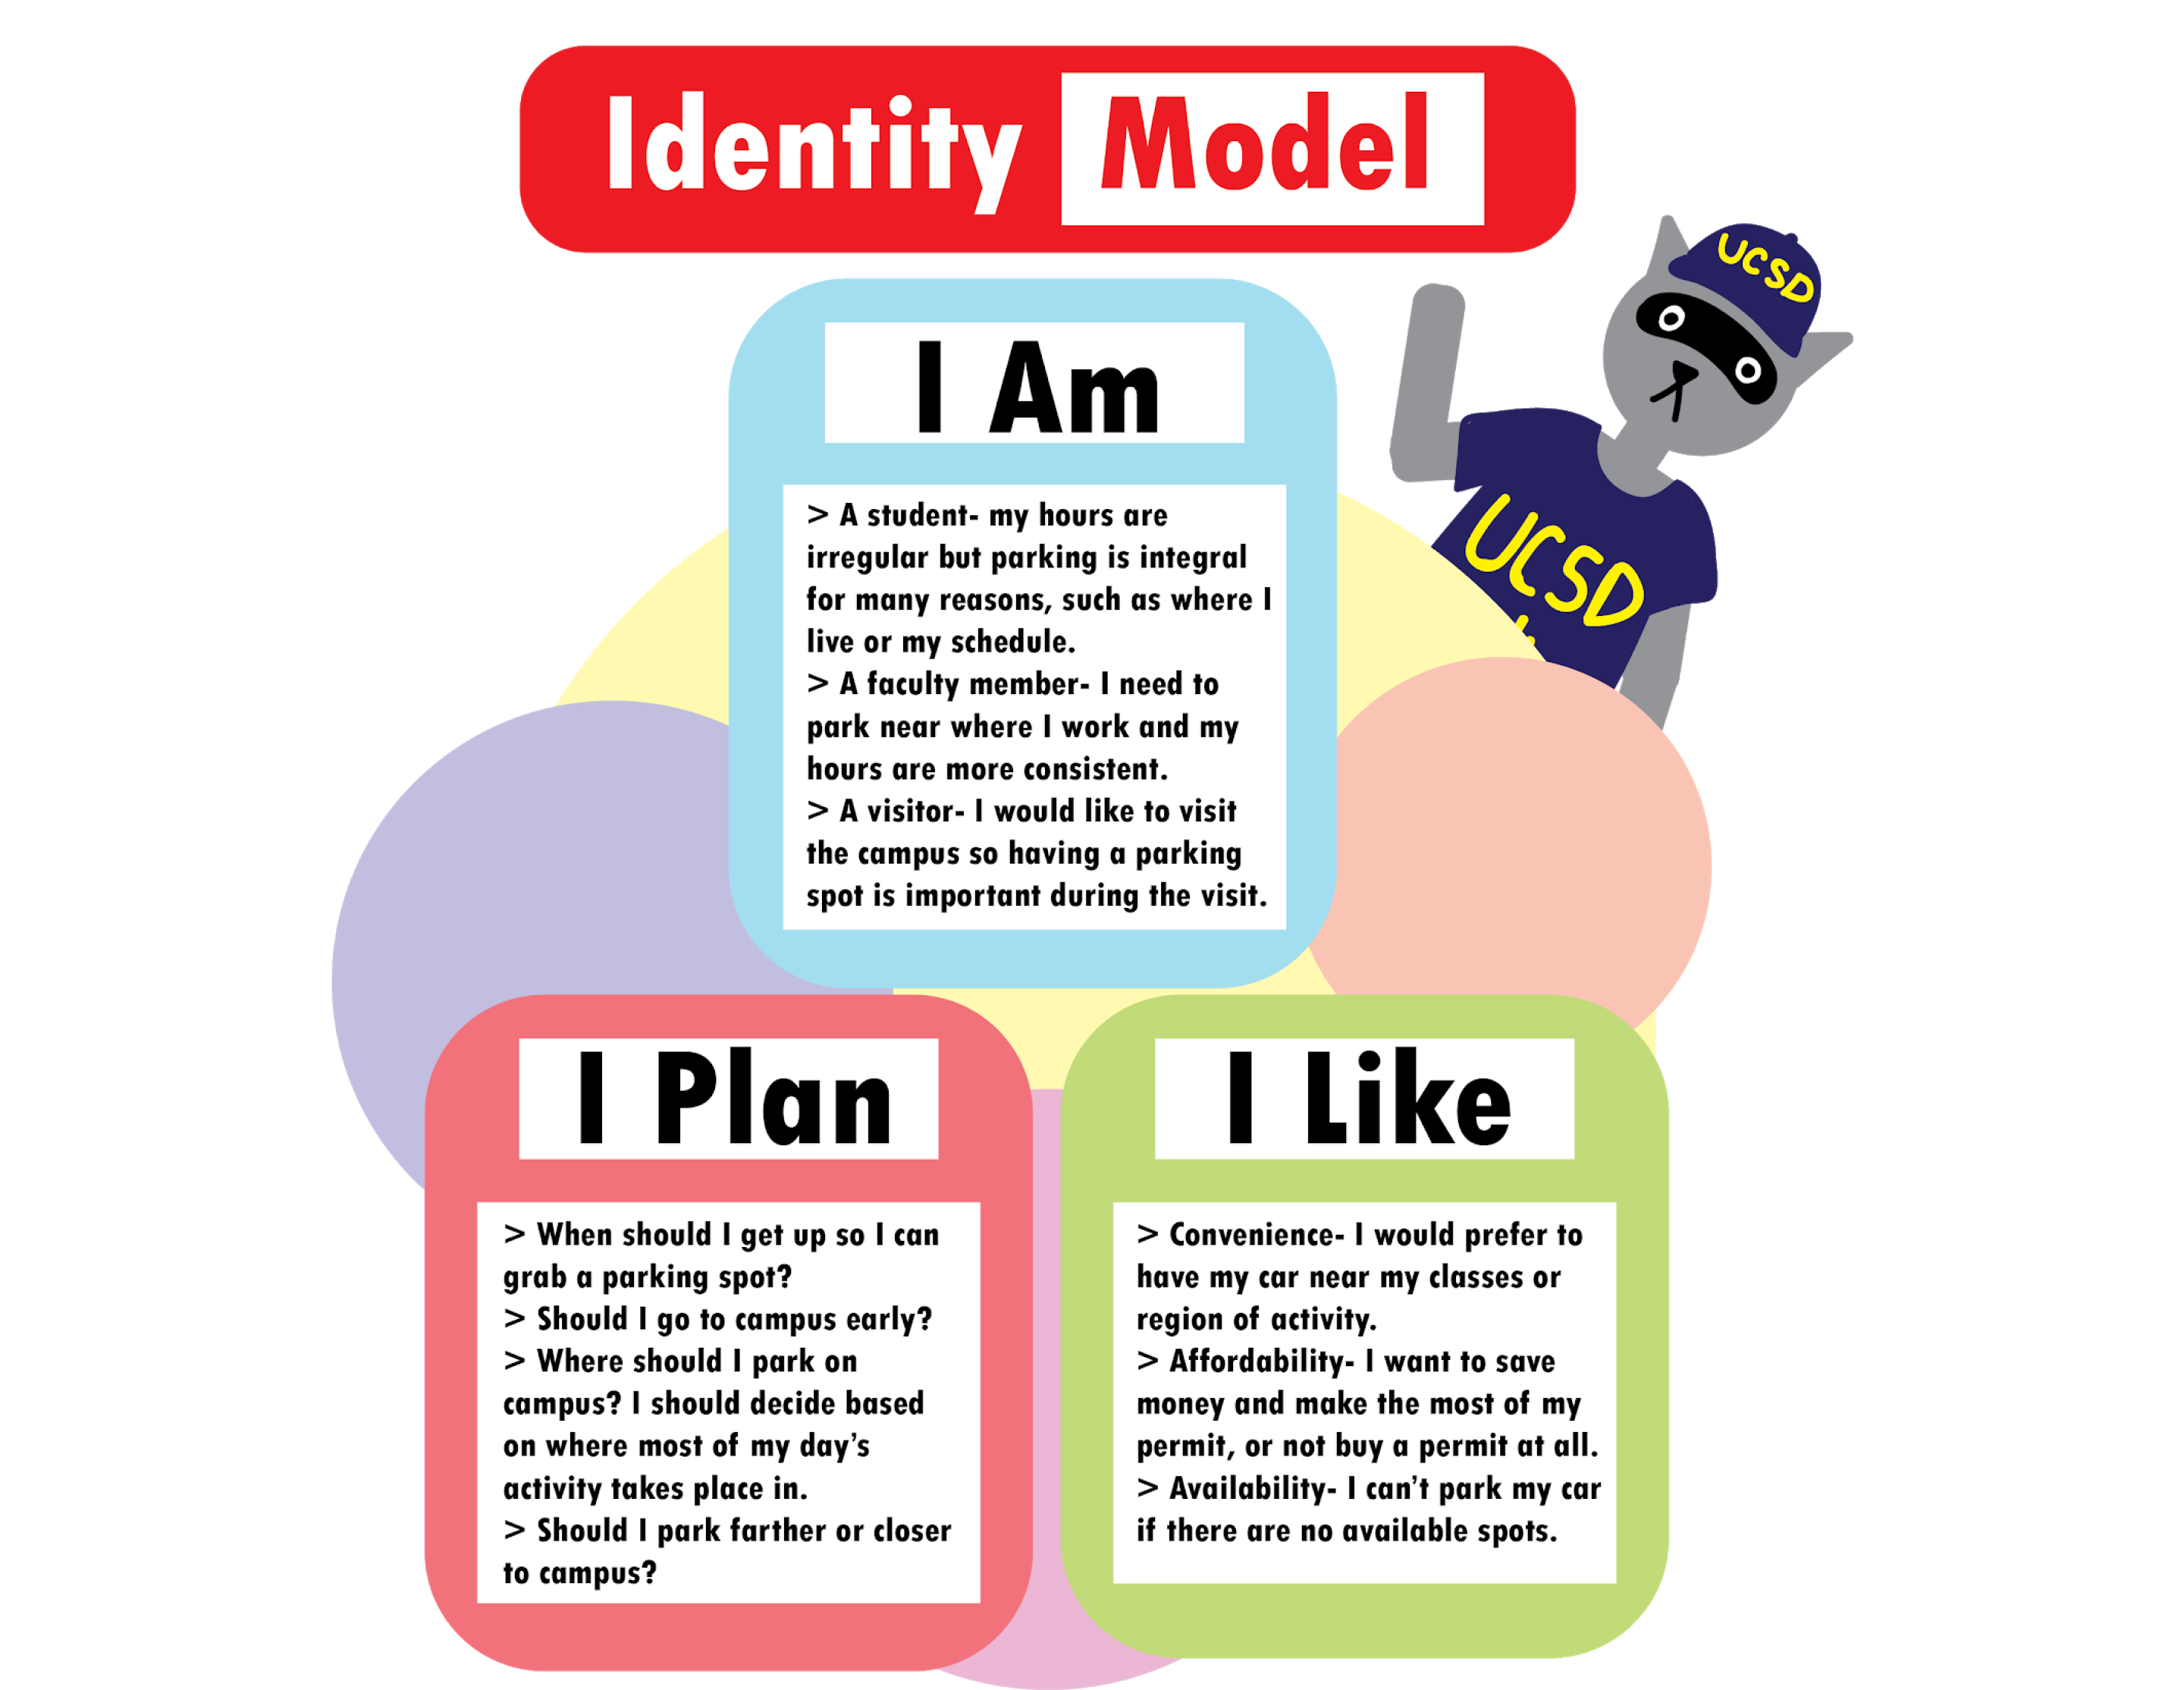 Identity Model
UCSD
I Am
UCSD
> A student- my hours are
irregular but parking is integral
for many reasons, such as where I
live or my schedule.
> A faculty member- I need to
park near where I work and my
hours are more consistent.
> A visitor- I would like to visit
the campus so having a parking
spot is important during the visit.
I Plan
> When should I get up so I can
grab a parking spot?
> Should I go to campus early?
> Where should I park on
campus? I should decide based
on where most of my day’s
activity takes place in.
> Should I park farther or closer
to campus?
I Like
> Convenience- I would prefer to
have my car near my classes or
region of activity.
> Affordability- I want to save
money and make the most of my
permit, or not buy a permit at all.
> Availability- I can’t park my car
if there are no available spots.